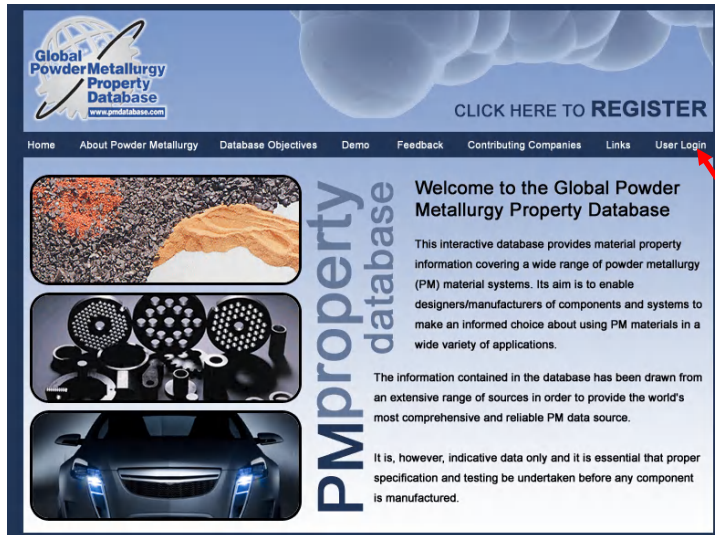 Global
PowderMetallurgy
Property
Database
www.pmdatabase.com
CLICK HERE TO REGISTER
Home About Powder Metallurgy Database Objectives Demo Feedback Contributing Companies Links User Login
PMproperty
database
Welcome to the Global Powder
Metallurgy Property Database
This interactive database provides material property
information covering a wide range of powder metallurgy
(PM) material systems. Its aim is to enable
designers/manufacturers of components and systems to
make an informed choice about using PM materials in a
wide variety of applications.
The information contained in the database has been drawn from
an extensive range of sources in order to provide the world's
most comprehensive and reliable PM data source.
It is, however, indicative data only and it is essential that proper
specification and testing be undertaken before any component
is manufactured.